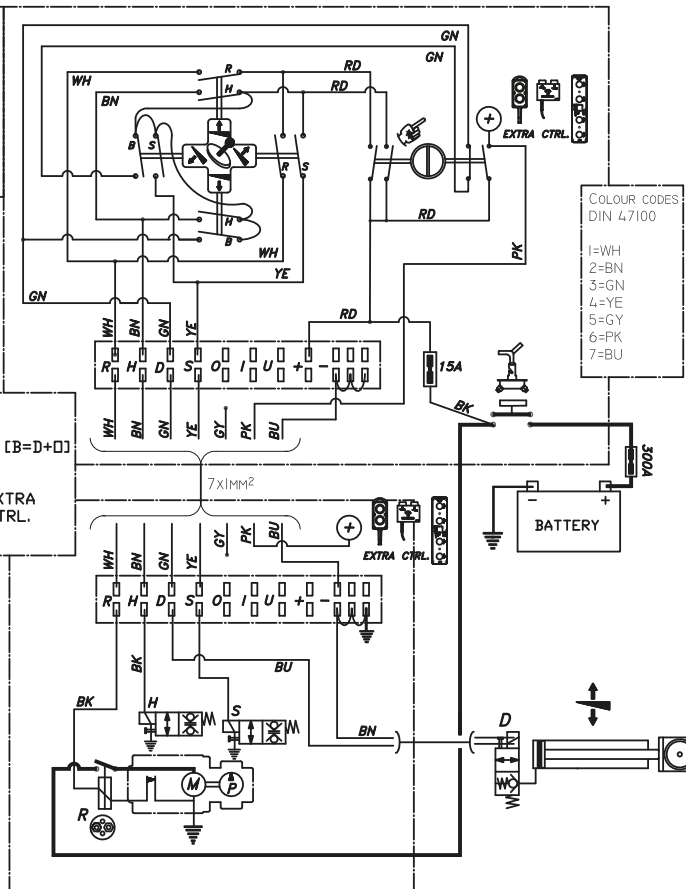 GN
GN
RD
RD
WH
BN
R
H
B
S
R
S
H
B
WH
YE
EXTRA CTRL.
RD
PK
COLOUR CODES
DIN 47100
1=WH
2=BN
3=GN
4=YE
5=GY
6=PK
7=BU
GN
WH
BN
GN
YE
RD
R H D S O I U + -
15A
BK
WH
BN
GN
YE
GY
PK
BU
[B=D+O]
XTRA
TRL.
7x1MM²
300A
- +
BATTERY
EXTRA CTRL.
WH
BN
GN
YE
GY
PK
BU
R H D S O I U + -
BK
BU
BK
H
S
BN
D
M
P
R